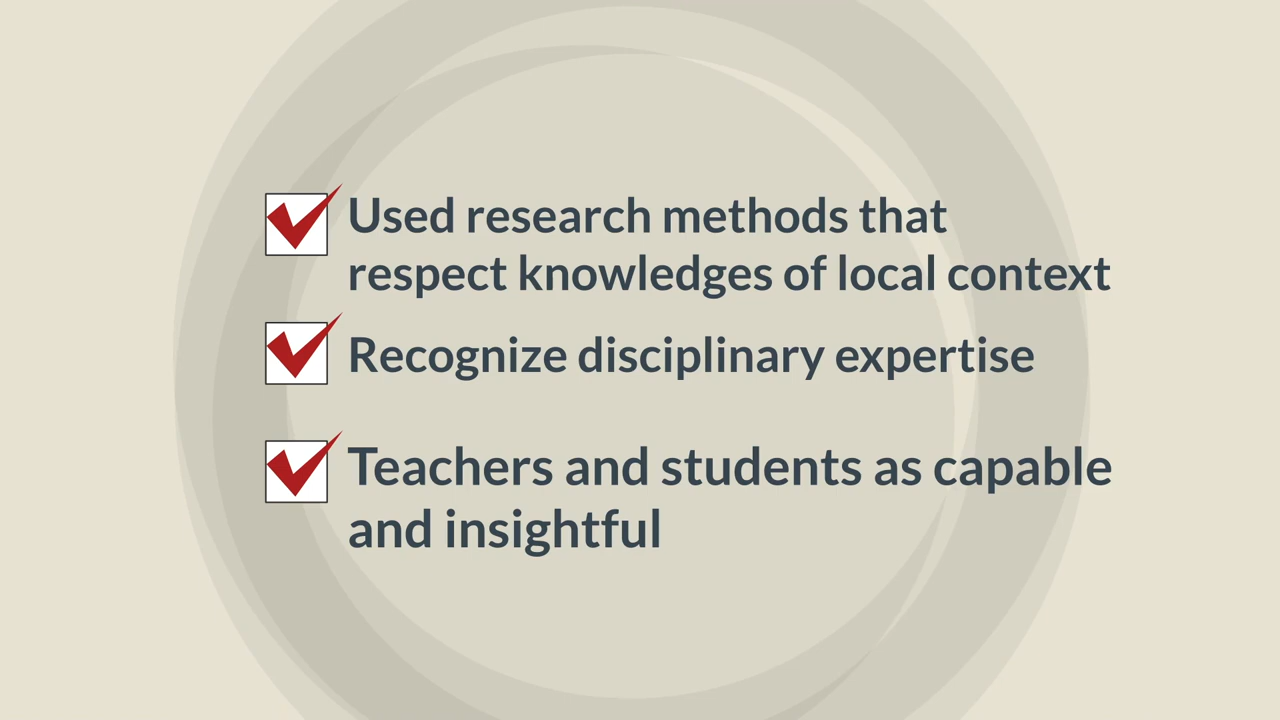 Used research methods that
respect knowledges of local context
Recognize disciplinary expertise
Teachers and students as capable
and insightful